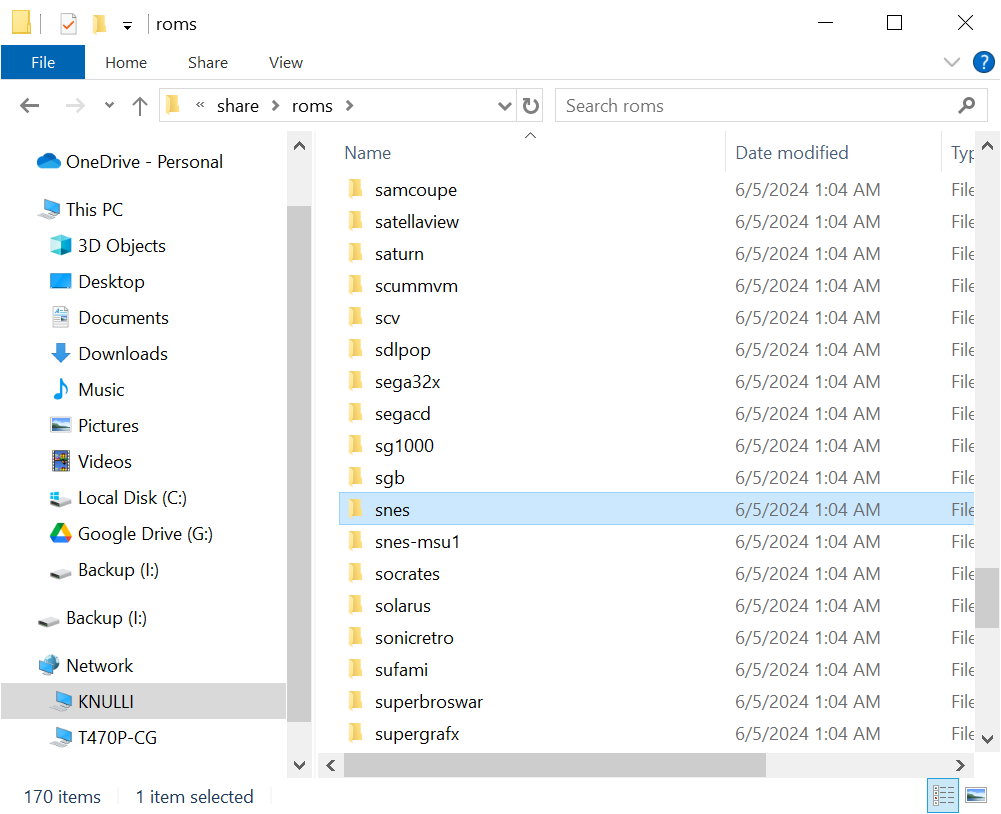 roms
File Home Share View
« share > roms >
Search roms
OneDrive - Personal
This PC
3D Objects
Desktop
Documents
Downloads
Music
Pictures
Videos
Local Disk (C:)
Google Drive (G:)
Backup (I:)
Backup (I:)
Network
KNULLI
T470P-CG
Name Date modified Typ
samcoupe 6/5/2024 1:04 AM File
satellaview 6/5/2024 1:04 AM File
saturn 6/5/2024 1:04 AM File
scummvm 6/5/2024 1:04 AM File
scv 6/5/2024 1:04 AM File
sdlpop 6/5/2024 1:04 AM File
sega32x 6/5/2024 1:04 AM File
segacd 6/5/2024 1:04 AM File
sg1000 6/5/2024 1:04 AM File
sgb 6/5/2024 1:04 AM File
snes 6/5/2024 1:04 AM File
snes-msu1 6/5/2024 1:04 AM File
socrates 6/5/2024 1:04 AM File
solarus 6/5/2024 1:04 AM File
sonicretro 6/5/2024 1:04 AM File
sufami 6/5/2024 1:04 AM File
superbroswar 6/5/2024 1:04 AM File
supergrafx 6/5/2024 1:04 AM File
170 items 1 item selected